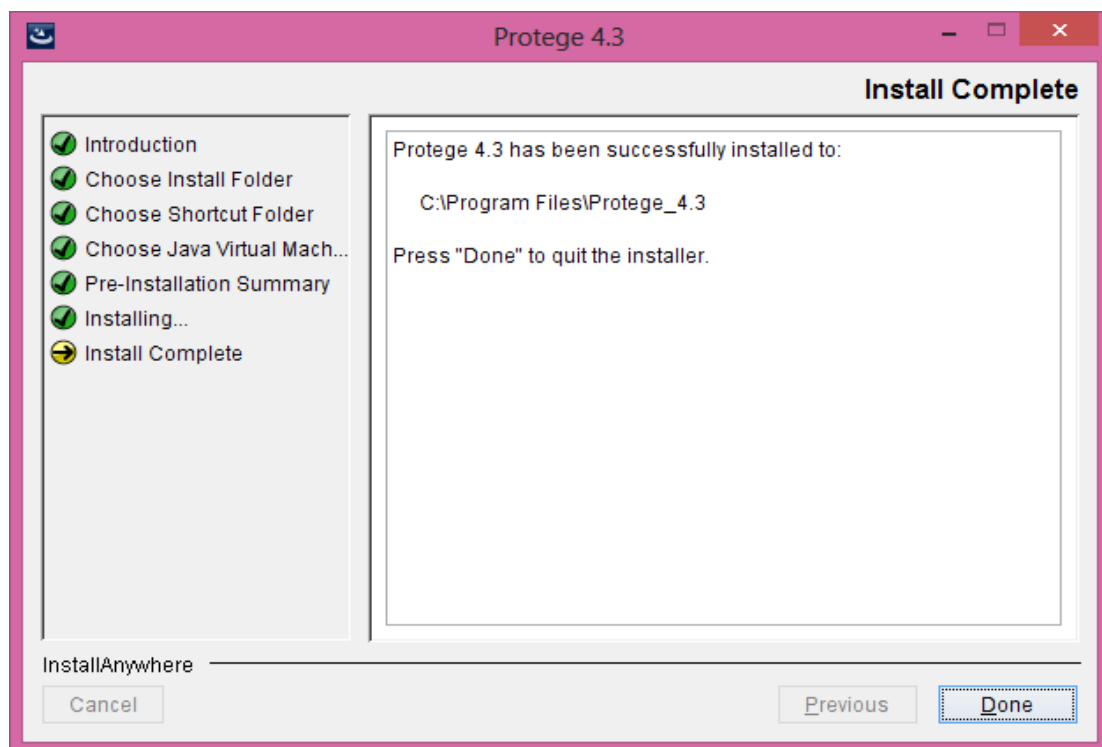 Protege 4.3
Install Complete
Introduction
Choose Install Folder
Choose Shortcut Folder
Choose Java Virtual Mach...
Pre-Installation Summary
Installing...
Install Complete
Protege 4.3 has been successfully installed to:
C:\Program Files\Protege_4.3
Press "Done" to quit the installer.
InstallAnywhere
Cancel
Previous
Done